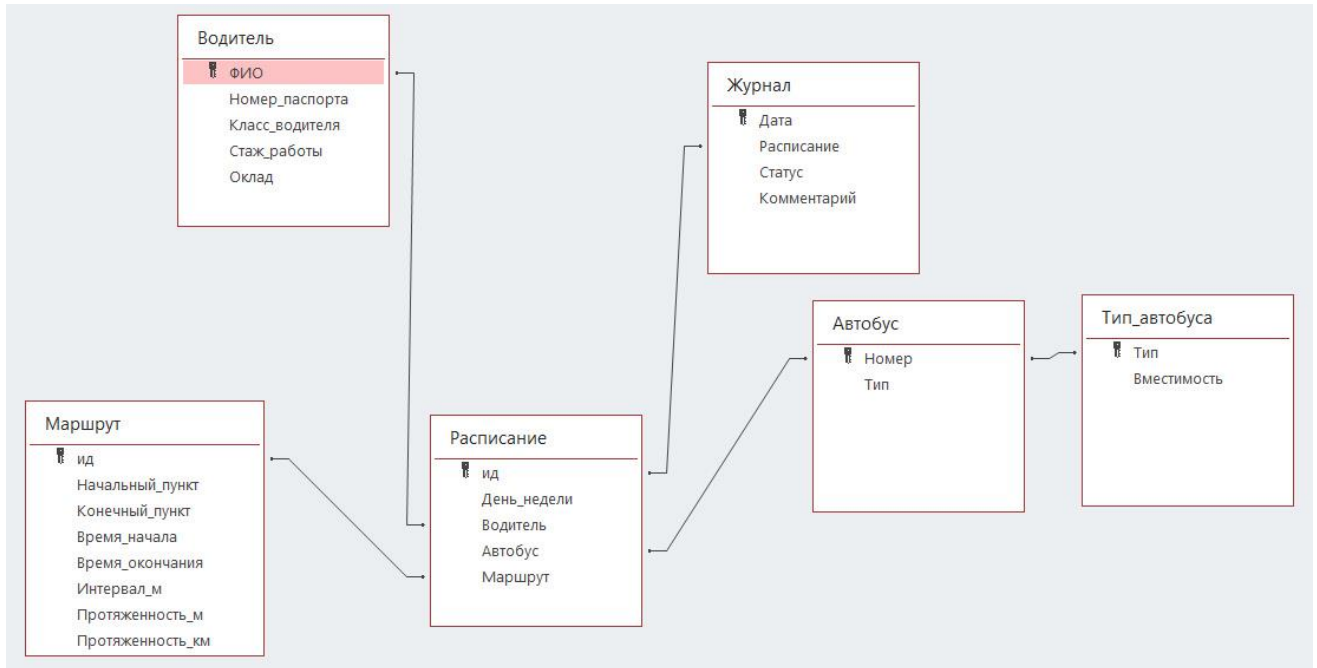 Водитель
ФИО
Номер_паспорта
Класс_водителя
Стаж_работы
Оклад
Журнал
Дата
Расписание
Статус
Комментарий
Автобус
Номер
Тип
Тип_автобуса
Тип
Вместимость
Маршрут
ид
Начальный_пункт
Конечный_пункт
Время_начала
Время_окончания
Интервал_м
Протяженность_м
Протяженность_км
Расписание
ид
День_недели
Водитель
Автобус
Маршрут